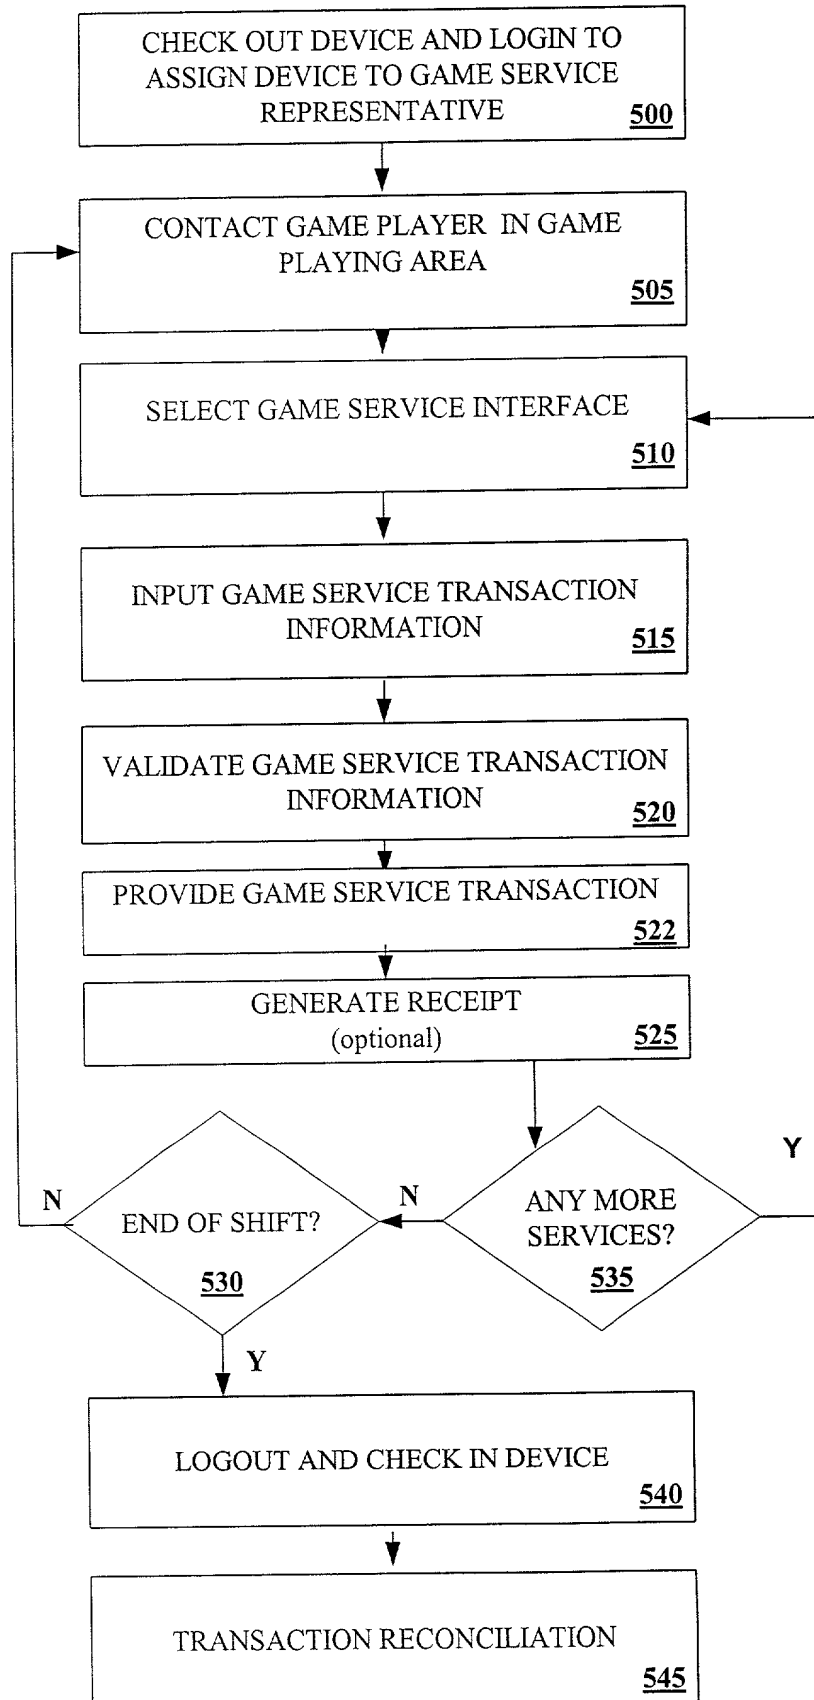 CHECK OUT DEVICE AND LOGIN TO
ASSIGN DEVICE TO GAME SERVICE
REPRESENTATIVE
500
CONTACT GAME PLAYER IN GAME
PLAYING AREA
505
SELECT GAME SERVICE INTERFACE
510
INPUT GAME SERVICE TRANSACTION
INFORMATION
515
VALIDATE GAME SERVICE TRANSACTION
INFORMATION
520
PROVIDE GAME SERVICE TRANSACTION
522
GENERATE RECEIPT
(optional)
525
Y
N
END OF SHIFT?
530
N
ANY MORE
SERVICES?
535
Y
LOGOUT AND CHECK IN DEVICE
540
TRANSACTION RECONCILIATION
545